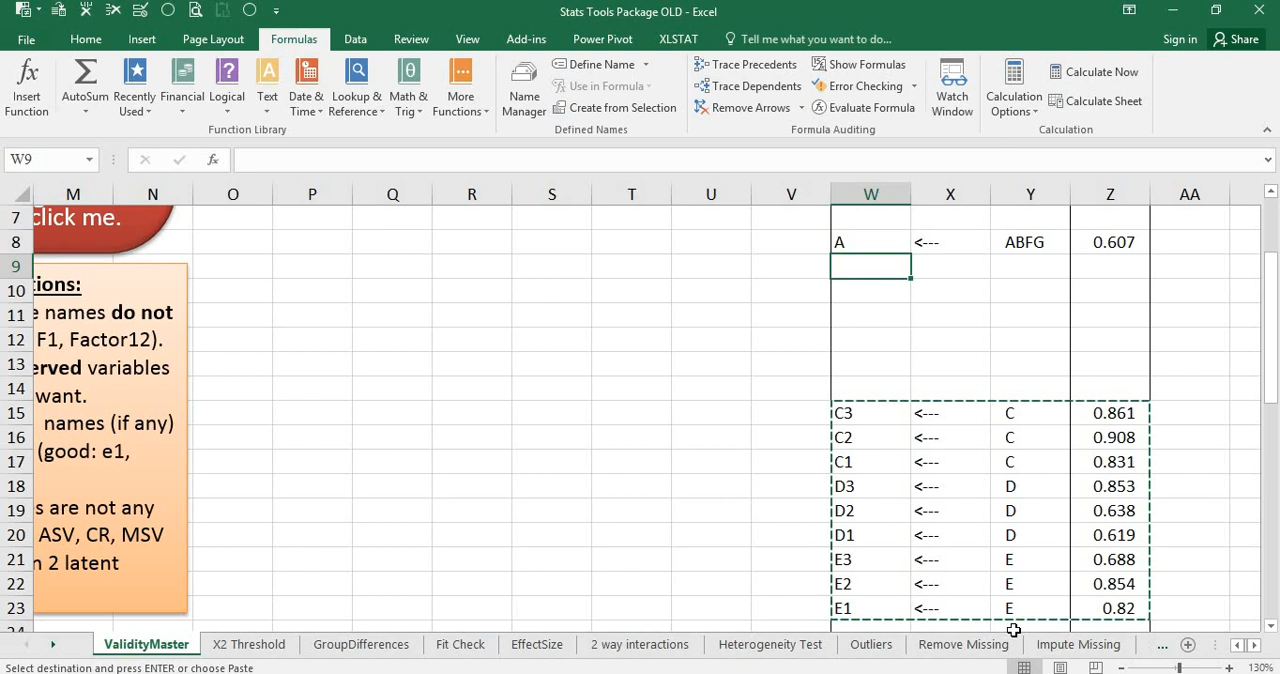 Stats Tools Package OLD - Excel
File Home Insert Page Layout Formulas Data Review View Add-ins Power Pivot XLSTAT Tell me what you want to do... Sign in Share
Insert Function
AutoSum
Recently Used
Financial
Logical
Text
Date & Time
Lookup & Reference
Math & Trig
More Functions
Function Library
Name Manager
Define Name
Use in Formula
Create from Selection
Defined Names
Trace Precedents
Trace Dependents
Remove Arrows
Show Formulas
Error Checking
Evaluate Formula
Formula Auditing
Watch Window
Calculation Options
Calculate Now
Calculate Sheet
Calculation
W9 fx
M N O P Q R S T U V W X Y Z AA
7 click me.
8 A <--- ABFG 0.607
9
10 ions:
11 e names do not
12 F1, Factor12).
13 erved variables
14 want.
15 names (if any) C3 <--- C 0.861
16 (good: e1, C2 <--- C 0.908
17 C1 <--- C 0.831
18 D3 <--- D 0.853
19 s are not any D2 <--- D 0.638
20 ASV, CR, MSV D1 <--- D 0.619
21 n 2 latent E3 <--- E 0.688
22 E2 <--- E 0.854
23 E1 <--- E 0.82
ValidityMaster X2 Threshold GroupDifferences Fit Check EffectSize 2 way interactions Heterogeneity Test Outliers Remove Missing Impute Missing ...
Select destination and press ENTER or choose Paste 130%